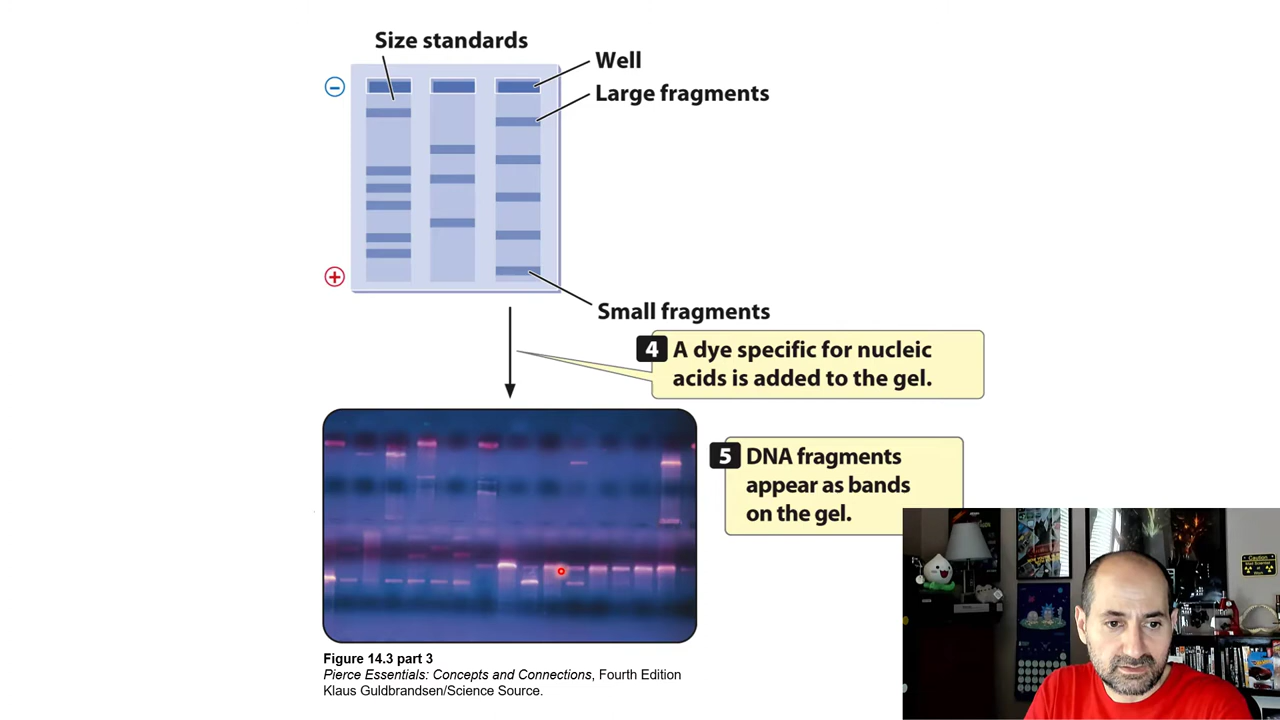 Size standards
Well
Large fragments
−
+
Small fragments
4 A dye specific for nucleic
acids is added to the gel.
5 DNA fragments
appear as bands
on the gel.
Figure 14.3 part 3
Pierce Essentials: Concepts and Connections, Fourth Edition
Klaus Guldbrandsen/Science Source.
Caution